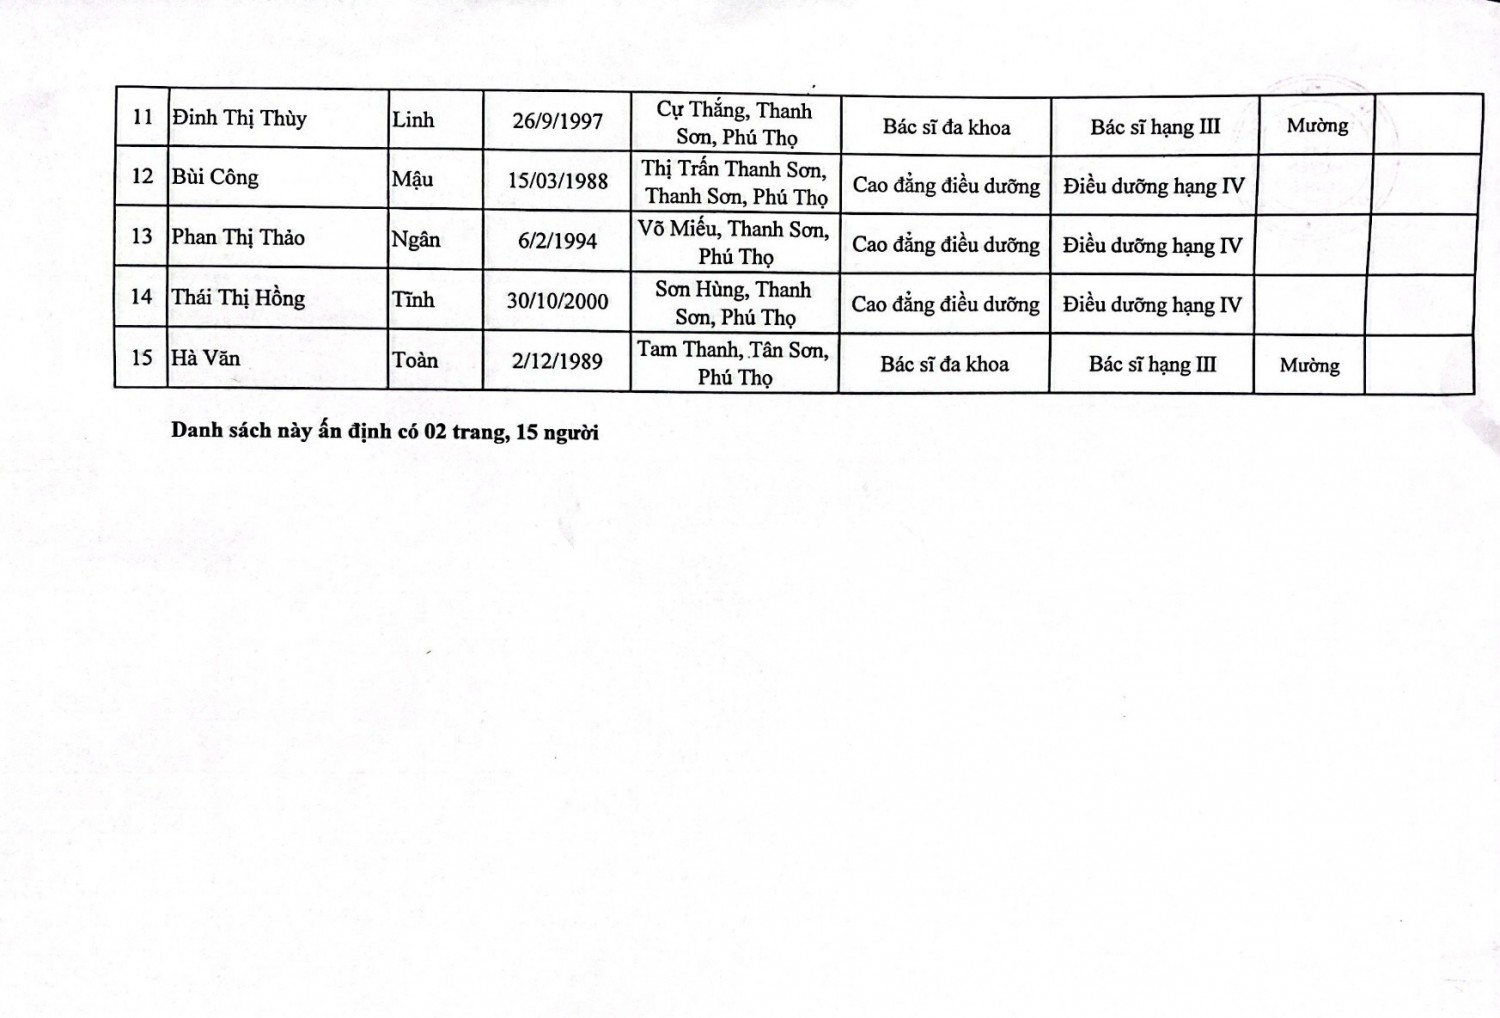 11 Đinh Thị Thùy Linh 26/9/1997 Cự Thắng, Thanh Sơn, Phú Thọ Bác sĩ đa khoa Bác sĩ hạng III Mường
12 Bùi Công Mậu 15/03/1988 Thị Trấn Thanh Sơn, Thanh Sơn, Phú Thọ Cao đẳng điều dưỡng Điều dưỡng hạng IV
13 Phan Thị Thảo Ngân 6/2/1994 Võ Miếu, Thanh Sơn, Phú Thọ Cao đẳng điều dưỡng Điều dưỡng hạng IV
14 Thái Thị Hồng Tĩnh 30/10/2000 Sơn Hùng, Thanh Sơn, Phú Thọ Cao đẳng điều dưỡng Điều dưỡng hạng IV
15 Hà Văn Toàn 2/12/1989 Tam Thanh, Tân Sơn, Phú Thọ Bác sĩ đa khoa Bác sĩ hạng III Mường
Danh sách này ấn định có 02 trang, 15 người